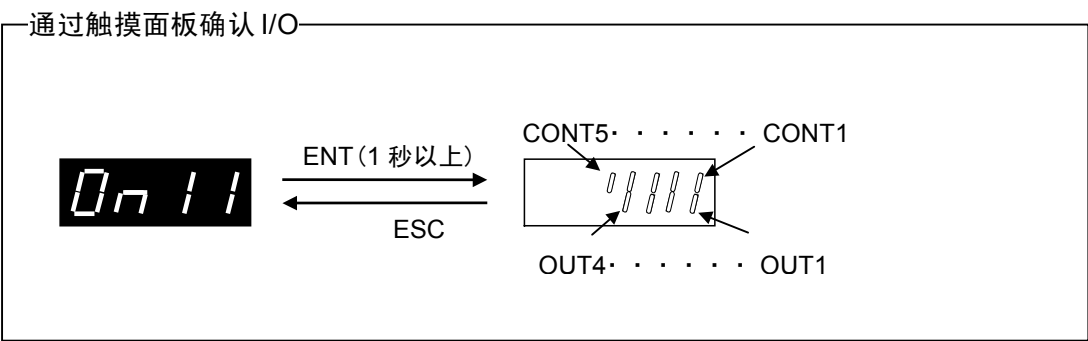 通过触摸面板确认 I/O
CONT5・・・・・・CONT1
ENT(1 秒以上)
On11
ESC
OUT4・・・・・・OUT1